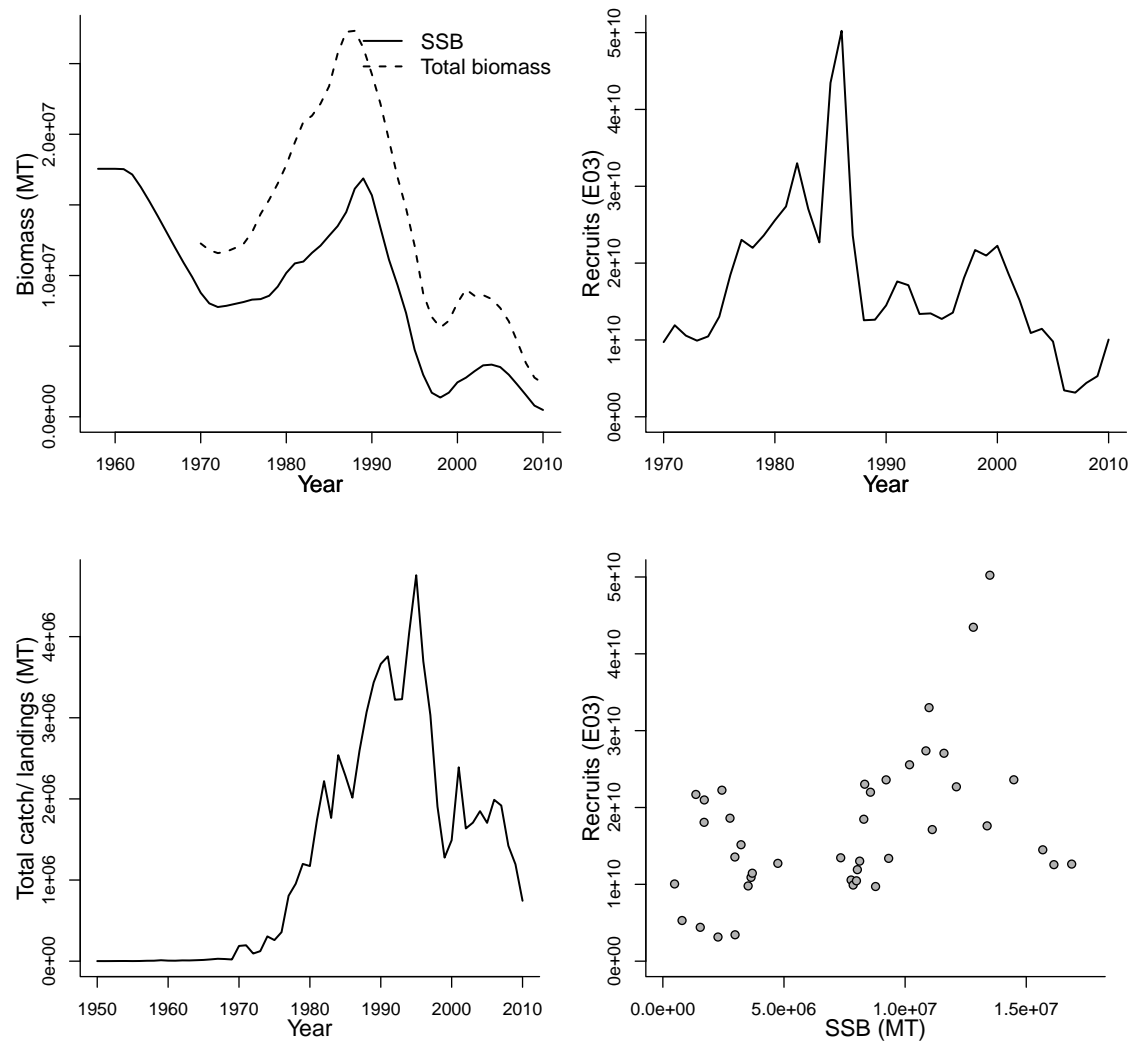 SSB
Total biomass
Biomass (MT)
0.0e+00
1.0e+07
2.0e+07
1960 1970 1980 1990 2000 2010
Year
Recruits (E03)
0e+00 1e+10 2e+10 3e+10 4e+10 5e+10
1970 1980 1990 2000 2010
Year
Total catch/ landings (MT)
0e+00 1e+06 2e+06 3e+06 4e+06
1950 1960 1970 1980 1990 2000 2010
Year
Recruits (E03)
0e+00 1e+10 2e+10 3e+10 4e+10 5e+10
0.0e+00 5.0e+06 1.0e+07 1.5e+07
SSB (MT)